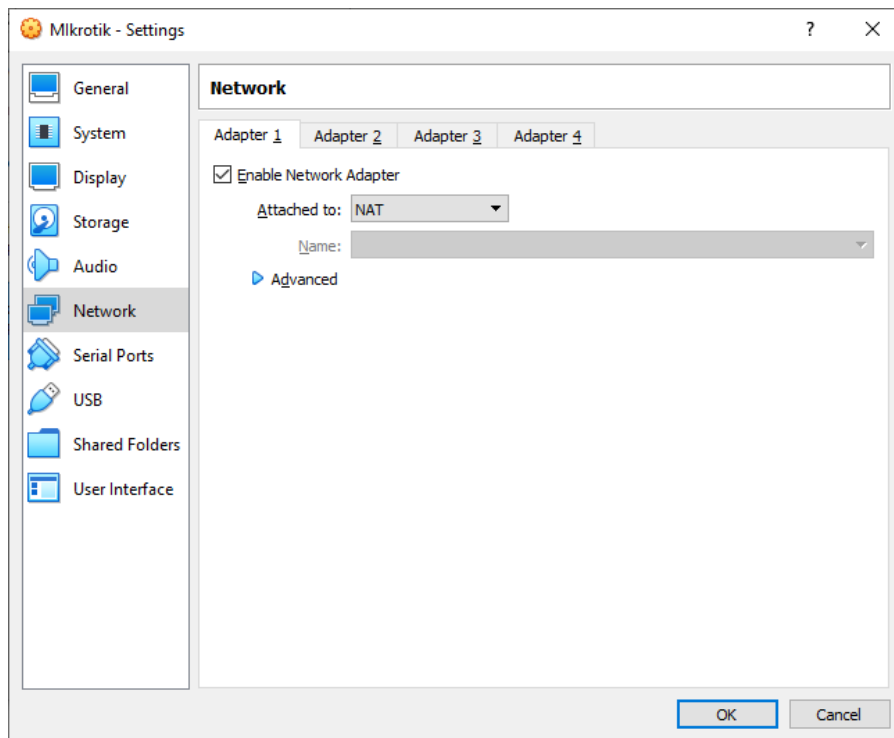 MIkrotik - Settings
?
General
System
Display
Storage
Audio
Network
Serial Ports
USB
Shared Folders
User Interface
Network
Adapter 1 Adapter 2 Adapter 3 Adapter 4
Enable Network Adapter
Attached to: NAT
Name:
Advanced
OK Cancel